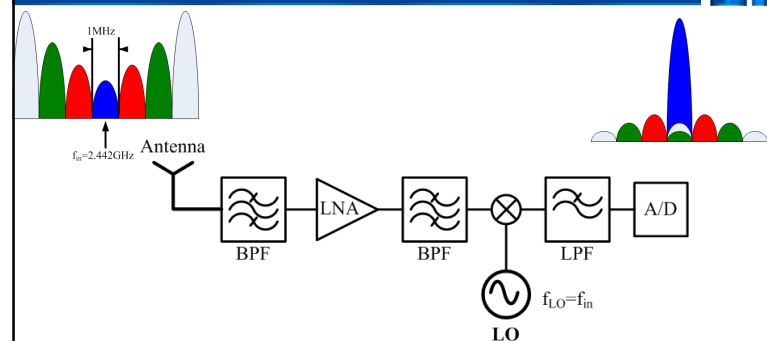 1MHz
fin=2.442GHz
Antenna
BPF
LNA
BPF
LPF
A/D
fLO=fin
LO